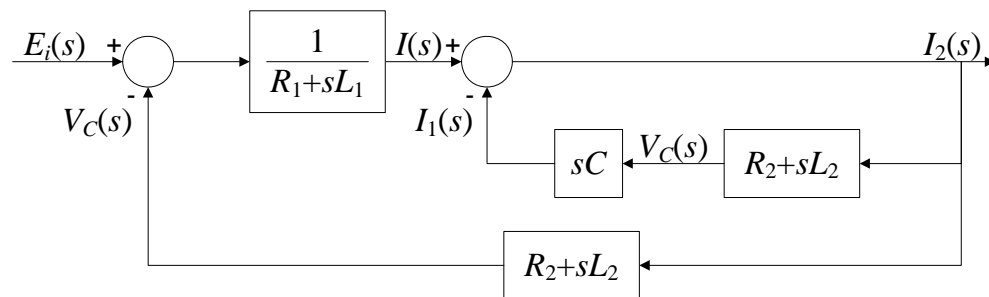 E_i(s) + 1 I(s) + I_2(s)
R_1+sL_1
- -
V_C(s) I_1(s)
sC V_C(s) R_2+sL_2
R_2+sL_2